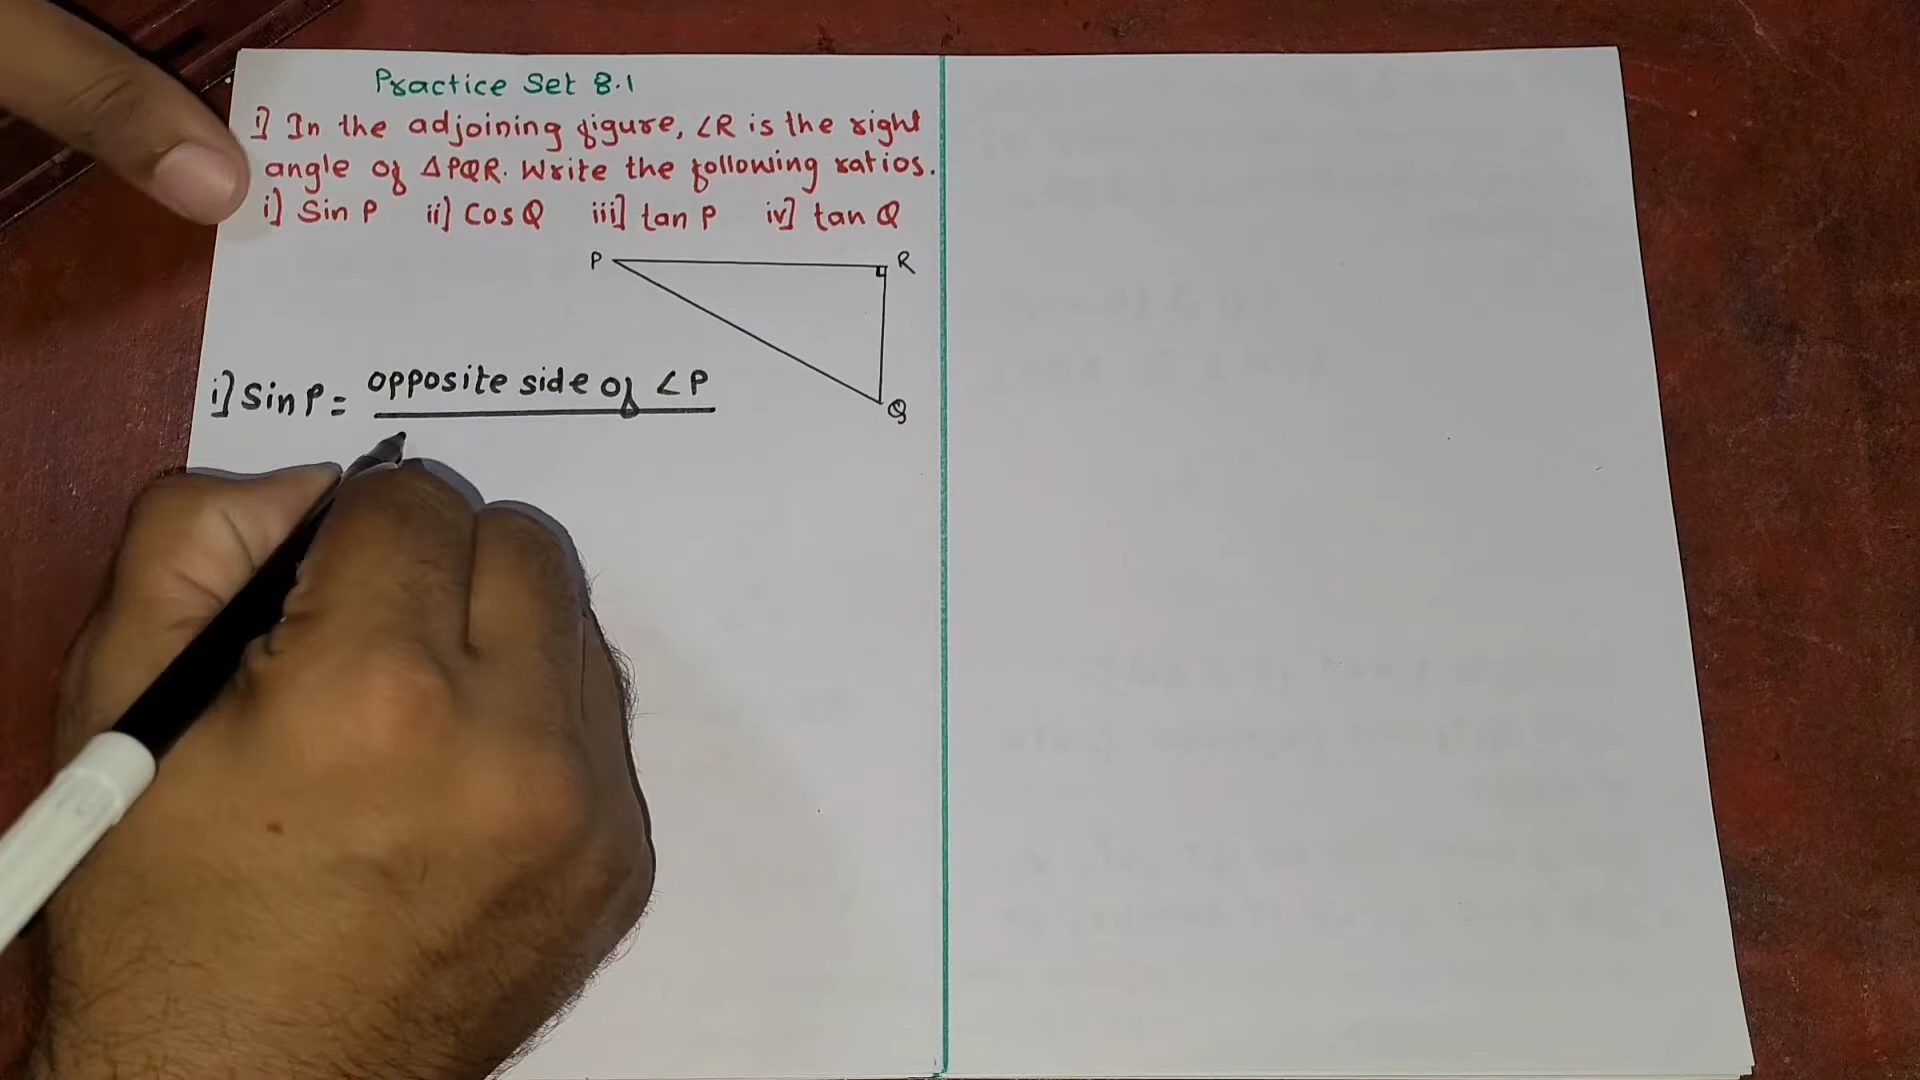 Practice Set 8.1
1] In the adjoining figure, ∠R is the right
angle of ΔPQR. Write the following ratios.
i] Sin P ii] Cos Q iii] tan P iv] tan Q
P R
i] Sin P = opposite side of ∠P
Q